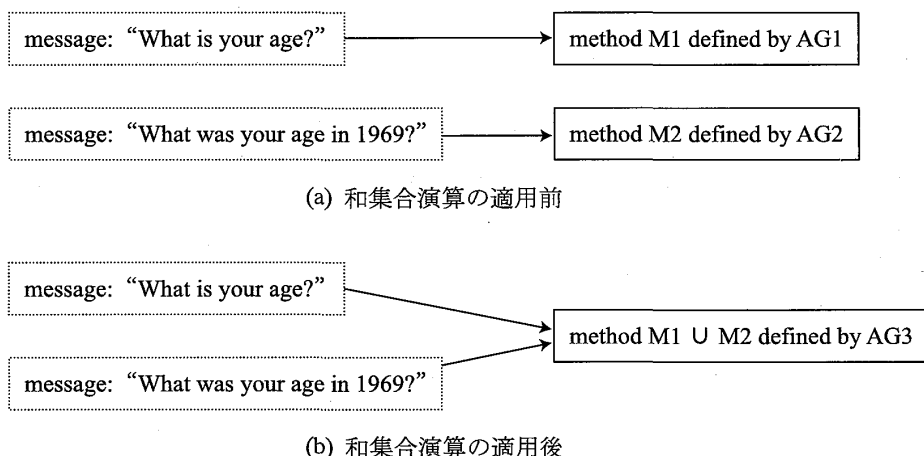 message: “What is your age?”
method M1 defined by AG1
message: “What was your age in 1969?”
method M2 defined by AG2
(a) 和集合演算の適用前
message: “What is your age?”
method M1 ∪ M2 defined by AG3
message: “What was your age in 1969?”
(b) 和集合演算の適用後